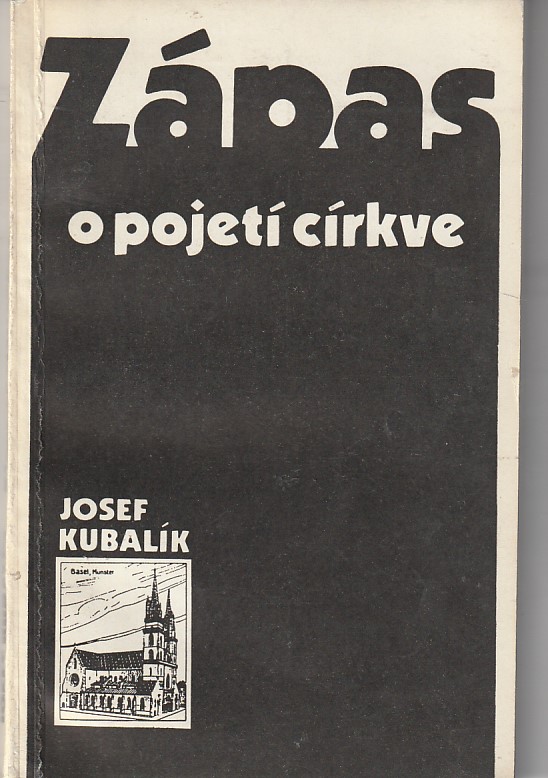 Zápas
o pojetí církve
JOSEF
KUBALÍK
Basel, Munster